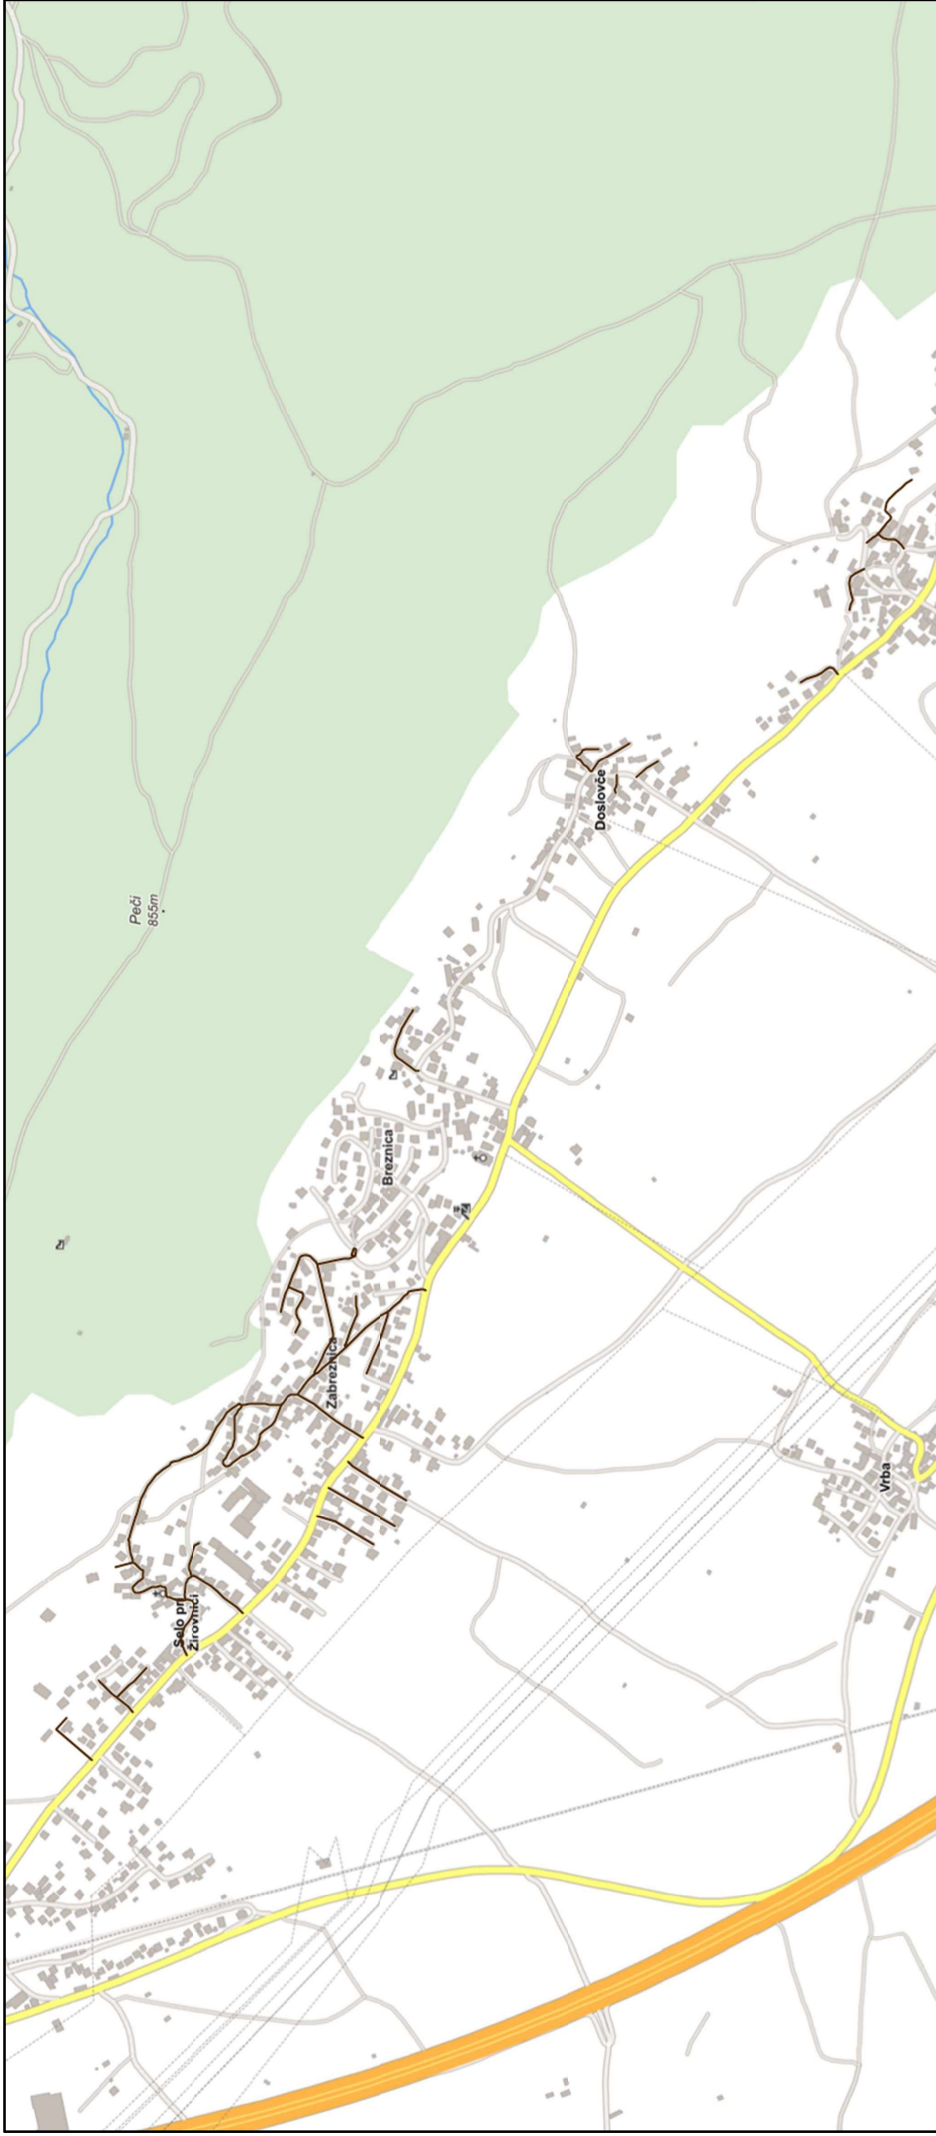 Peči
855m
Doslovče
Breznica
Zabreznica
Selo pri
Žirovnici
Vrba